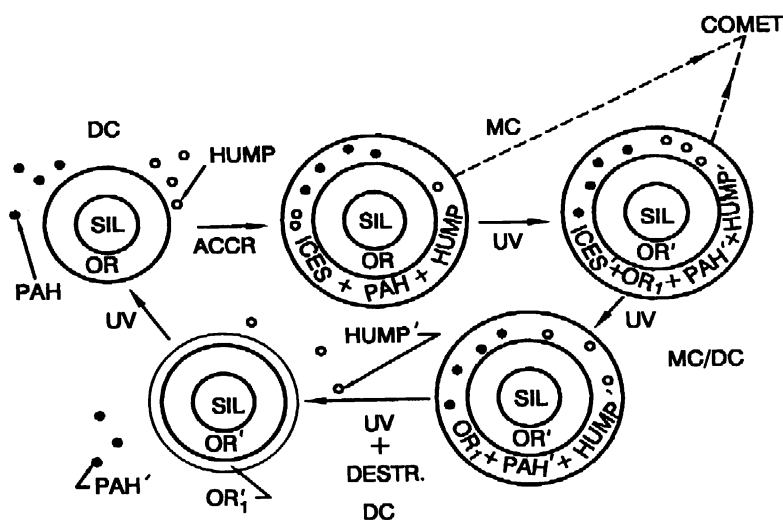 COMET
DC
HUMP
MC
SIL
OR
PAH
ACCR
SIL
OR
ICES + PAH + HUMP
UV
SIL
OR'
ICES'+OR₁+PAH'+HUMP'
UV
UV
HUMP'
MC/DC
SIL
OR'
PAH'
OR'₁
UV
+
DESTR.
DC
SIL
OR'
OR₁+PAH'+HUMP'